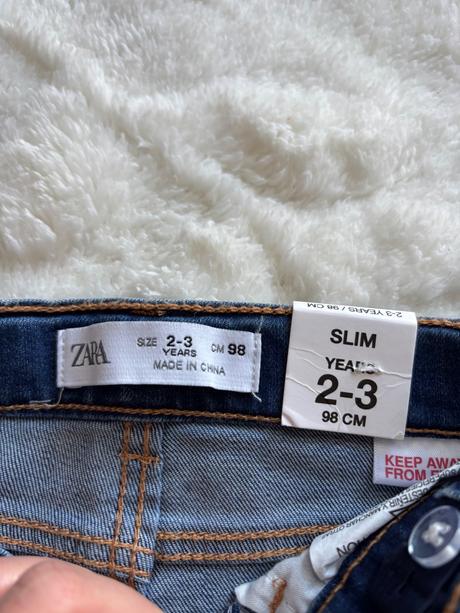 2-3 YEARS / 98 CM
SLIM
YEARS
2-3
98 CM
ZARA
SIZE 2-3 CM 98
YEARS
MADE IN CHINA
KEEP AWAY
FROM